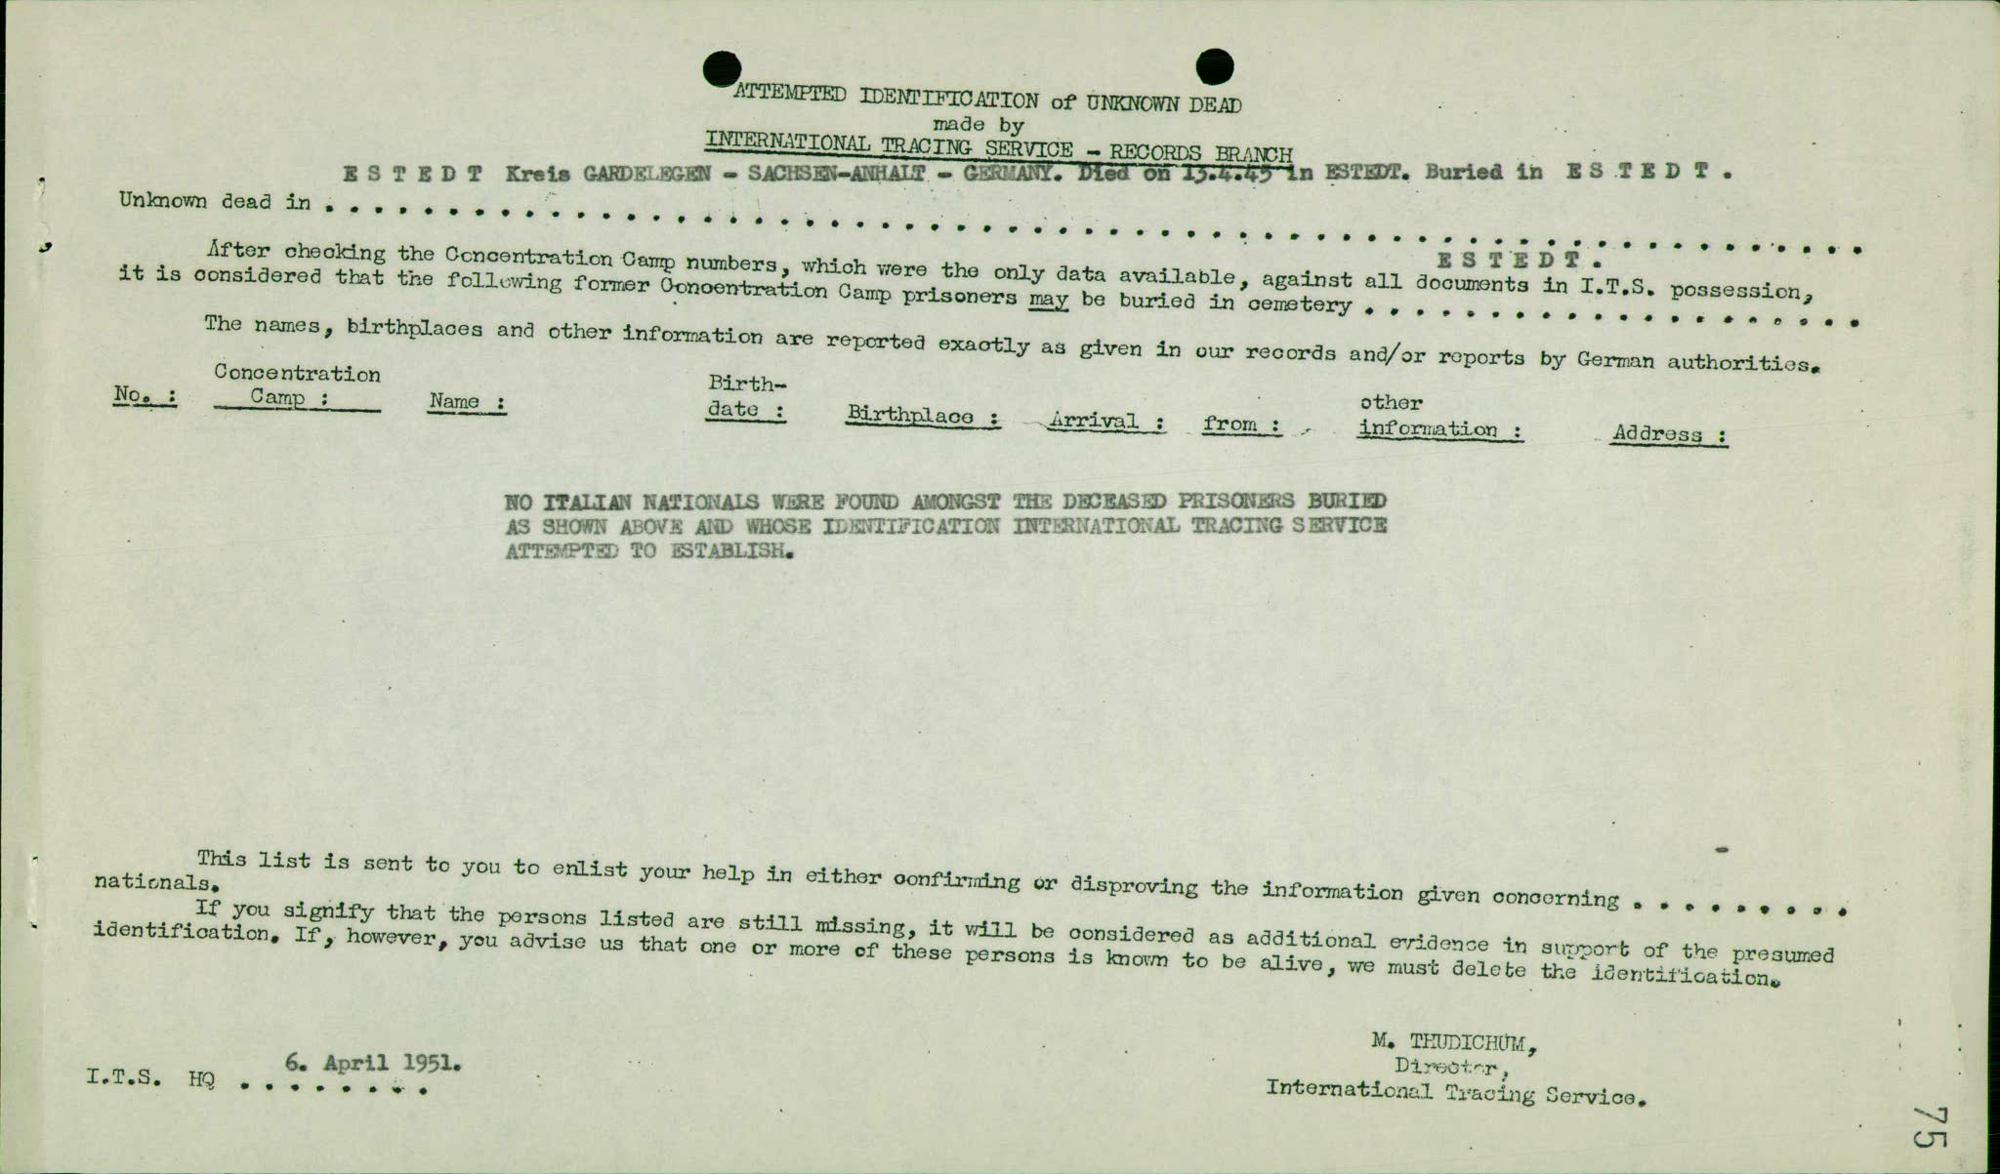 ATTEMPTED IDENTIFICATION of UNKNOWN DEAD
made by
INTERNATIONAL TRACING SERVICE - RECORDS BRANCH
E S T E D T Kreis GARDELEGEN - SACHSEN-ANHALT - GERMANY. Died on 13.4.45 in ESTEDT. Buried in E S T E D T .
Unknown dead in . . . . . . . . . . . . . . . . . . . . . . . . . . . . . . . . . . . . . . . . . . . . . . . . . . . . . . . . . . . . .
After checking the Concentration Camp numbers, which were the only data available, against all documents in I.T.S. possession,
E S T E D T .
it is considered that the following former Concentration Camp prisoners may be buried in cemetery . . . . . . . . . . . . . . . . . . . .
The names, birthplaces and other information are reported exactly as given in our records and/or reports by German authorities.
No. : Concentration Camp : Name : Birth-date : Birthplace : Arrival : from : other information : Address :
NO ITALIAN NATIONALS WERE FOUND AMONGST THE DECEASED PRISONERS BURIED
AS SHOWN ABOVE AND WHOSE IDENTIFICATION INTERNATIONAL TRACING SERVICE
ATTEMPTED TO ESTABLISH.
-
This list is sent to you to enlist your help in either confirming or disproving the information given concerning . . . . . . . . .
nationals.
If you signify that the persons listed are still missing, it will be considered as additional evidence in support of the presumed
identification. If, however, you advise us that one or more of these persons is known to be alive, we must delete the identification.
M. THUDICHUM,
Director,
International Tracing Service.
6. April 1951.
I.T.S. HQ . . . . . . . .
75